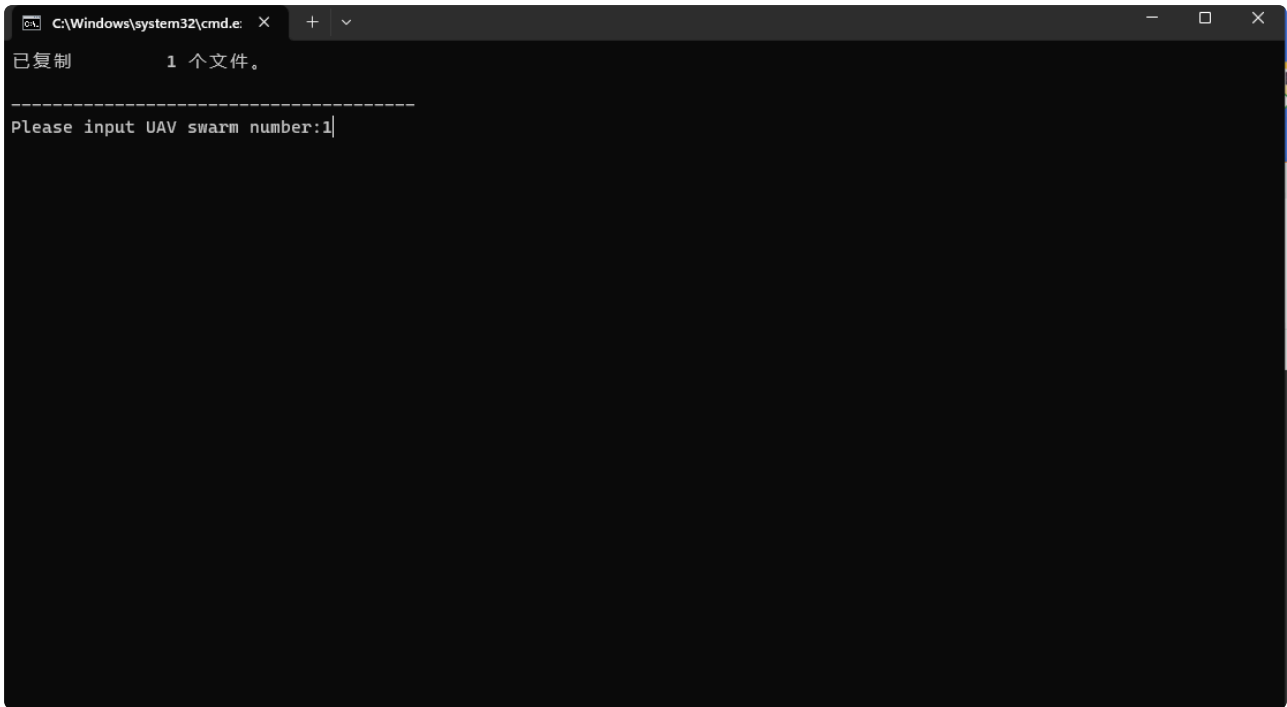 C:\Windows\system32\cmd.e:
已复制         1 个文件。
---------------------------------------
Please input UAV swarm number:1